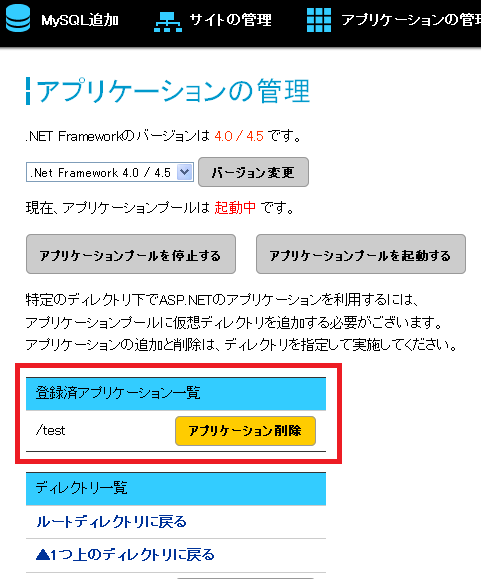 MySQL追加 サイトの管理 アプリケーションの管
アプリケーションの管理
.NET Frameworkのバージョンは 4.0 / 4.5 です。
.Net Framework 4.0 / 4.5 バージョン変更
現在、アプリケーションプールは 起動中 です。
アプリケーションプールを停止する アプリケーションプールを起動する
特定のディレクトリ下でASP.NETのアプリケーションを利用するには、
アプリケーションプールに仮想ディレクトリを追加する必要がございます。
アプリケーションの追加と削除は、ディレクトリを指定して実施してください。
登録済アプリケーション一覧
/test アプリケーション削除
ディレクトリ一覧
ルートディレクトリに戻る
▲1つ上のディレクトリに戻る